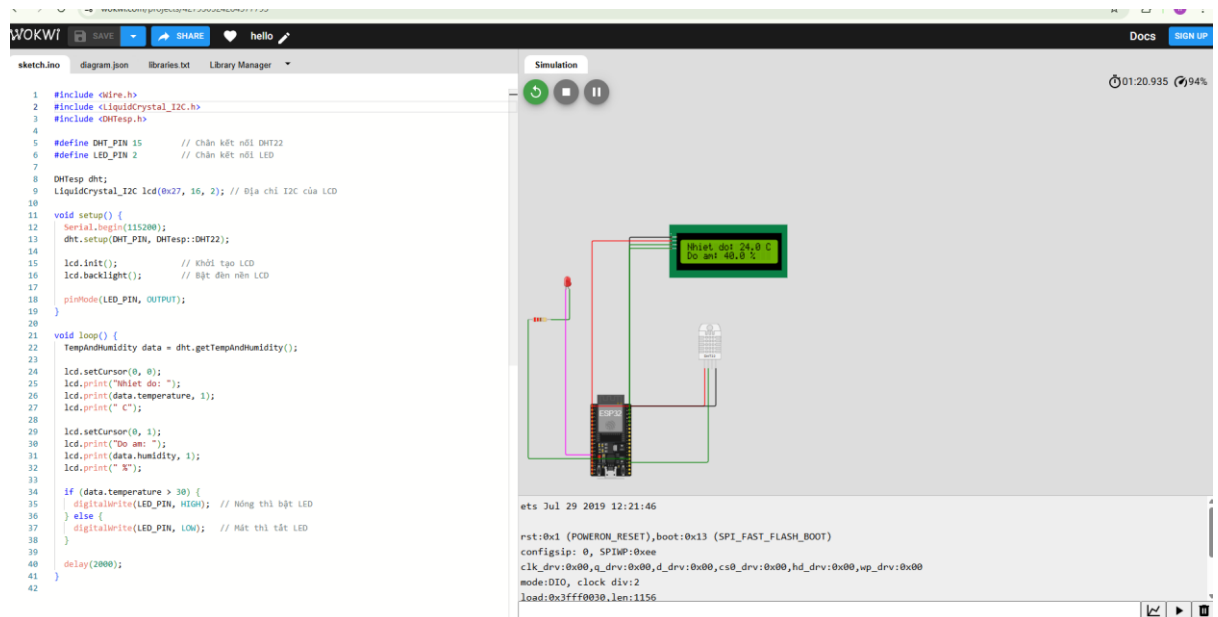 WOKWI SAVE SHARE hello Docs SIGN UP
sketch.ino diagram.json libraries.txt Library Manager
Simulation
01:20.935 94%
1 #include <Wire.h>
2 #include <LiquidCrystal_I2C.h>
3 #include <DHTesp.h>
4
5 #define DHT_PIN 15 // Chân kết nối DHT22
6 #define LED_PIN 2 // Chân kết nối LED
7
8 DHTesp dht;
9 LiquidCrystal_I2C lcd(0x27, 16, 2); // Địa chỉ I2C của LCD
10
11 void setup() {
12 Serial.begin(115200);
13 dht.setup(DHT_PIN, DHTesp::DHT22);
14
15 lcd.init(); // Khởi tạo LCD
16 lcd.backlight(); // Bật đèn nền LCD
17
18 pinMode(LED_PIN, OUTPUT);
19 }
20
21 void loop() {
22 TempAndHumidity data = dht.getTempAndHumidity();
23
24 lcd.setCursor(0, 0);
25 lcd.print("Nhiet do: ");
26 lcd.print(data.temperature, 1);
27 lcd.print(" C");
28
29 lcd.setCursor(0, 1);
30 lcd.print("Do am: ");
31 lcd.print(data.humidity, 1);
32 lcd.print(" %");
33
34 if (data.temperature > 30) {
35 digitalWrite(LED_PIN, HIGH); // Nóng thì bật LED
36 } else {
37 digitalWrite(LED_PIN, LOW); // Mát thì tắt LED
38 }
39
40 delay(2000);
41 }
42
Nhiet do: 24.0 C
Do am: 40.0 %
DHT22
ESP32
ets Jul 29 2019 12:21:46
rst:0x1 (POWERON_RESET),boot:0x13 (SPI_FAST_FLASH_BOOT)
configsip: 0, SPIWP:0xee
clk_drv:0x00,q_drv:0x00,d_drv:0x00,cs0_drv:0x00,hd_drv:0x00,wp_drv:0x00
mode:DIO, clock div:2
load:0x3fff0030,len:1156